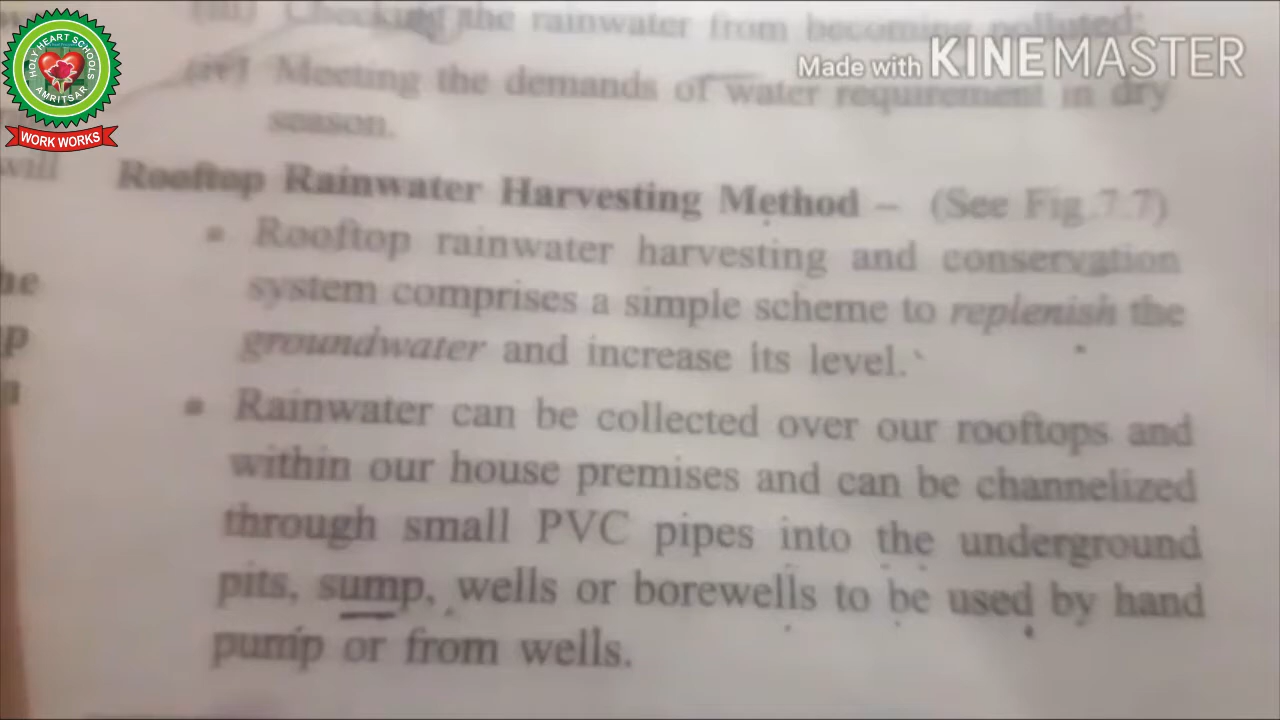 (iii) Checking the rainwater from becoming polluted;
Made with KINEMASTER
HOLY HEART SCHOOLS
AMRITSAR
WORK WORKS
(iv) Meeting the demands of water requirement in dry
season.
will
Rooftop Rainwater Harvesting Method – (See Fig.7.7)
• Rooftop rainwater harvesting and conservation
system comprises a simple scheme to replenish the
groundwater and increase its level.
• Rainwater can be collected over our rooftops and
within our house premises and can be channelized
through small PVC pipes into the underground
pits, sump, wells or borewells to be used by hand
pump or from wells.